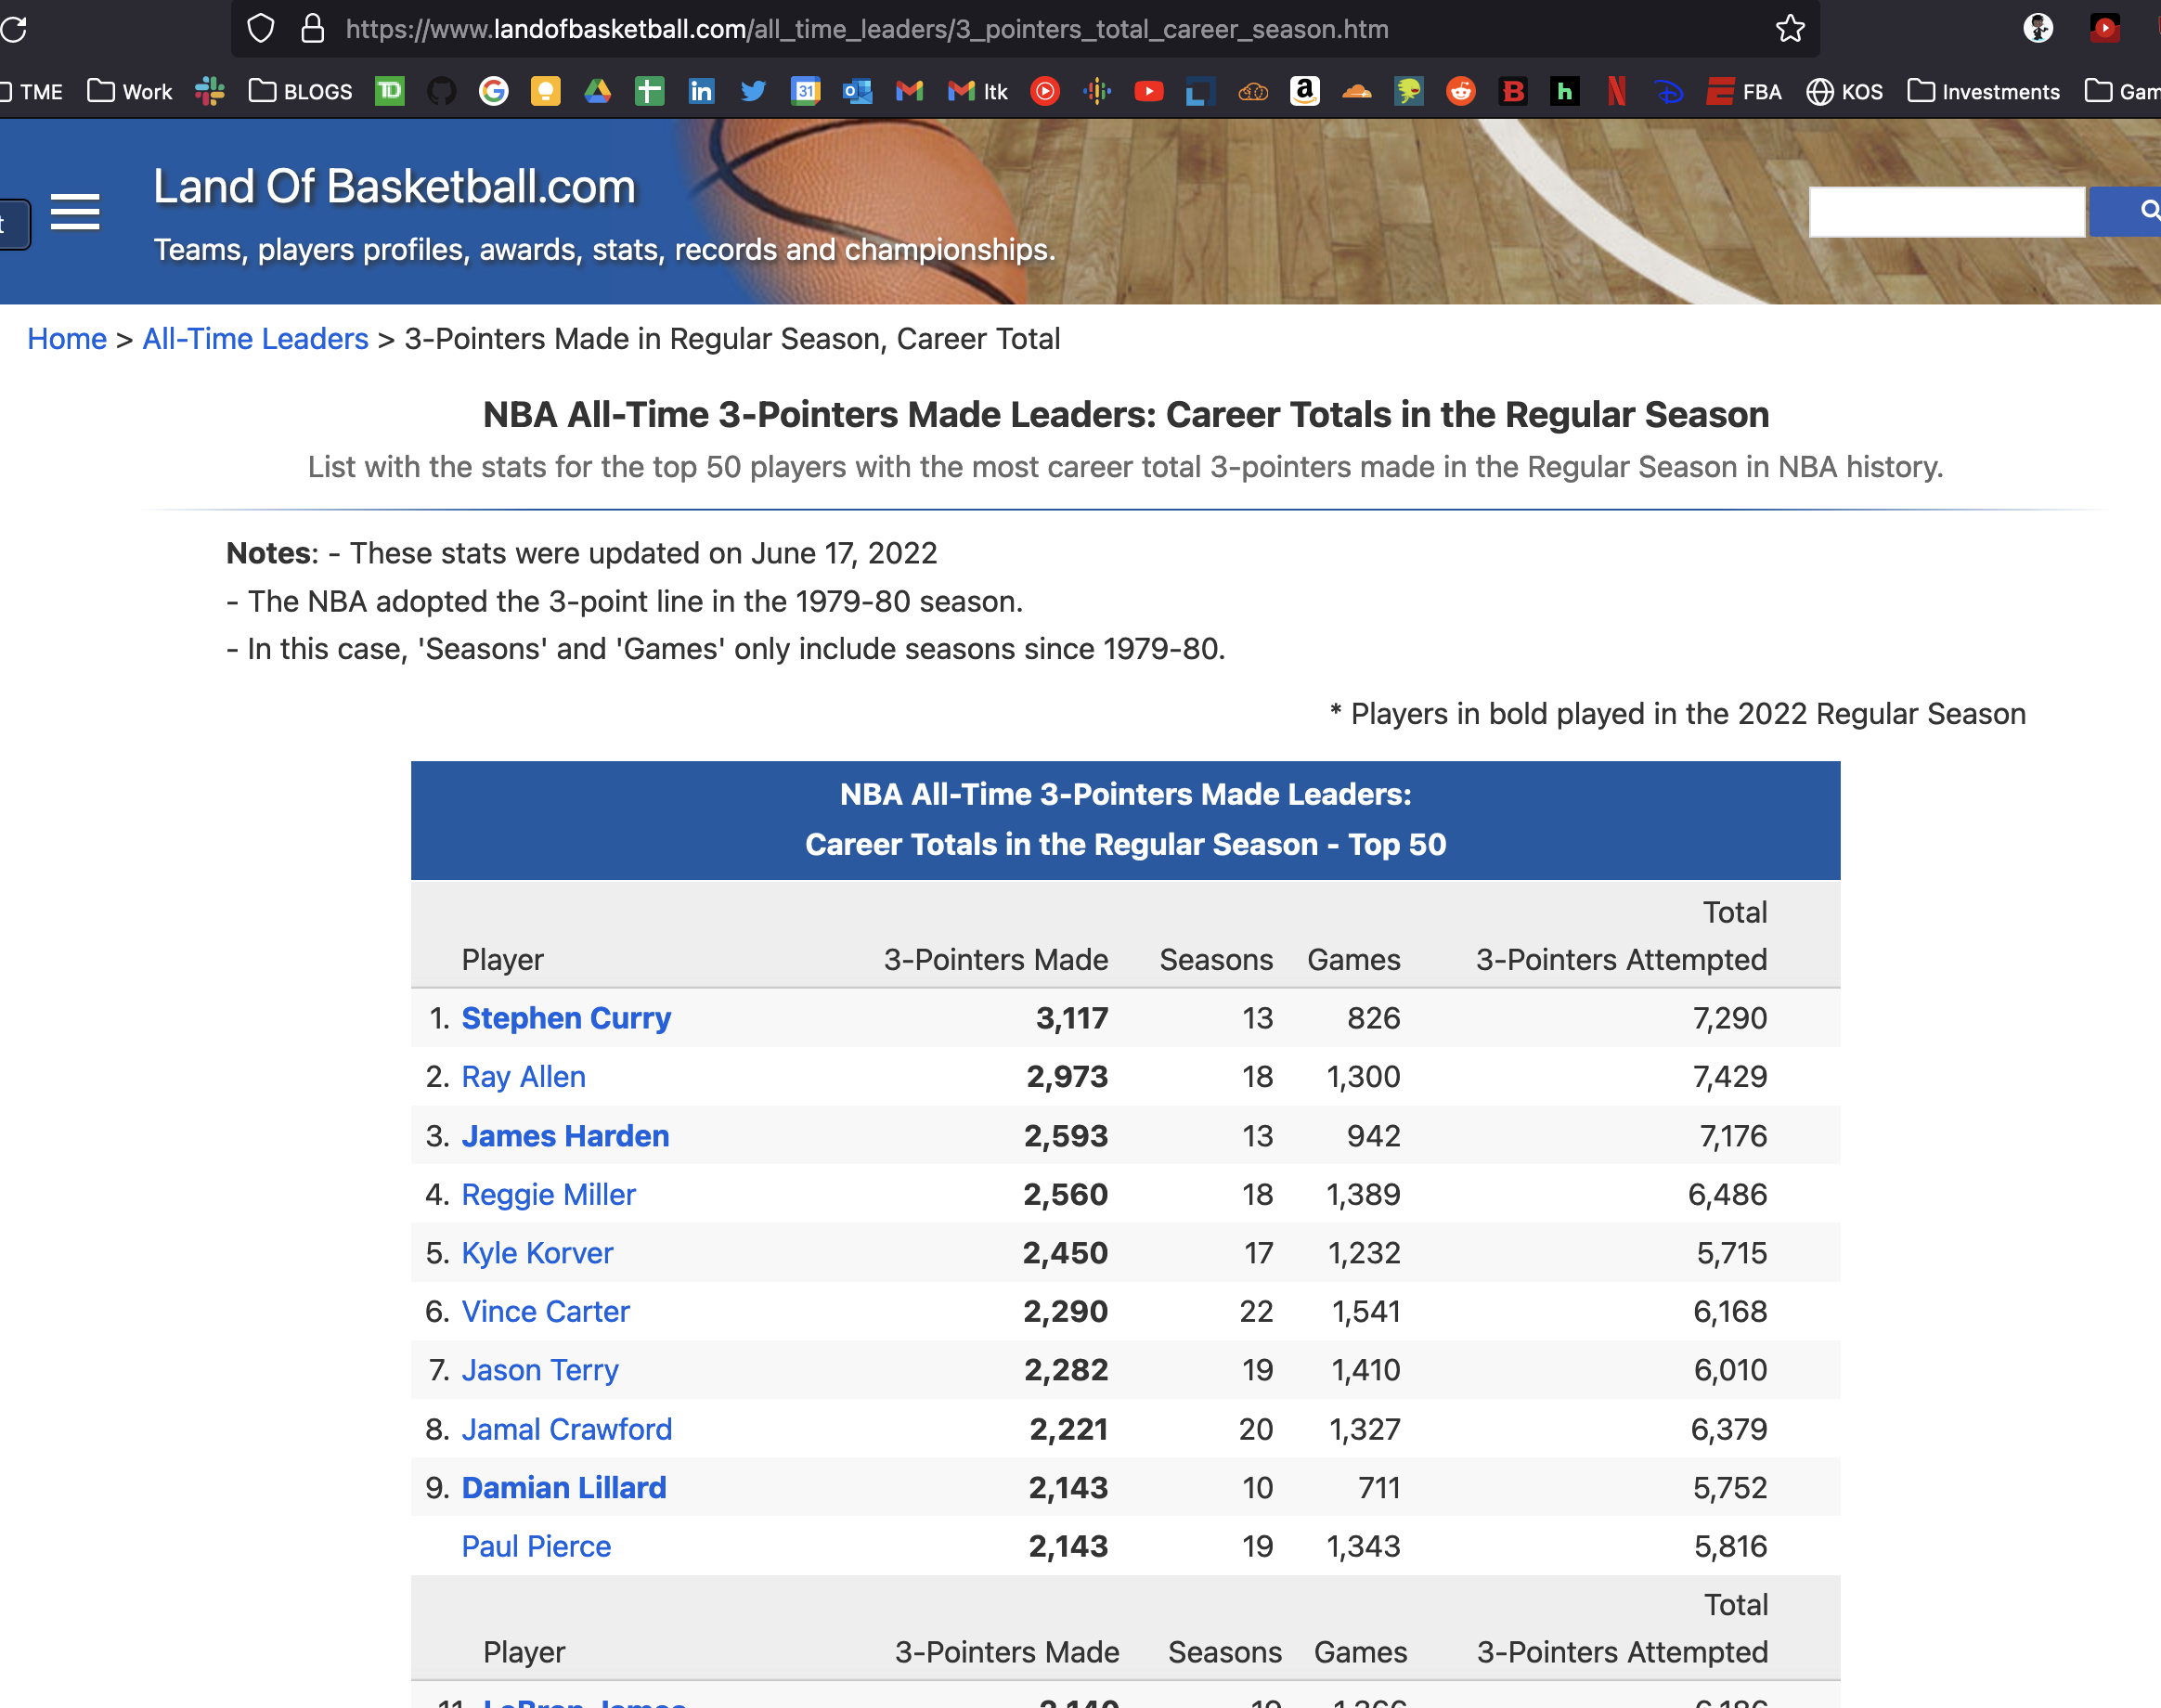 https://www.landofbasketball.com/all_time_leaders/3_pointers_total_career_season.htm
TME Work BLOGS TD 31 ltk a B h N FBA KOS Investments Gam
Land Of Basketball.com
t
Teams, players profiles, awards, stats, records and championships.
Home > All-Time Leaders > 3-Pointers Made in Regular Season, Career Total
NBA All-Time 3-Pointers Made Leaders: Career Totals in the Regular Season
List with the stats for the top 50 players with the most career total 3-pointers made in the Regular Season in NBA history.
Notes: - These stats were updated on June 17, 2022
- The NBA adopted the 3-point line in the 1979-80 season.
- In this case, 'Seasons' and 'Games' only include seasons since 1979-80.
* Players in bold played in the 2022 Regular Season
NBA All-Time 3-Pointers Made Leaders:
Career Totals in the Regular Season - Top 50
Total
Player 3-Pointers Made Seasons Games 3-Pointers Attempted
1. Stephen Curry 3,117 13 826 7,290
2. Ray Allen 2,973 18 1,300 7,429
3. James Harden 2,593 13 942 7,176
4. Reggie Miller 2,560 18 1,389 6,486
5. Kyle Korver 2,450 17 1,232 5,715
6. Vince Carter 2,290 22 1,541 6,168
7. Jason Terry 2,282 19 1,410 6,010
8. Jamal Crawford 2,221 20 1,327 6,379
9. Damian Lillard 2,143 10 711 5,752
Paul Pierce 2,143 19 1,343 5,816
Total
Player 3-Pointers Made Seasons Games 3-Pointers Attempted
11. LeBron James 2,140 19 1,366 6,186